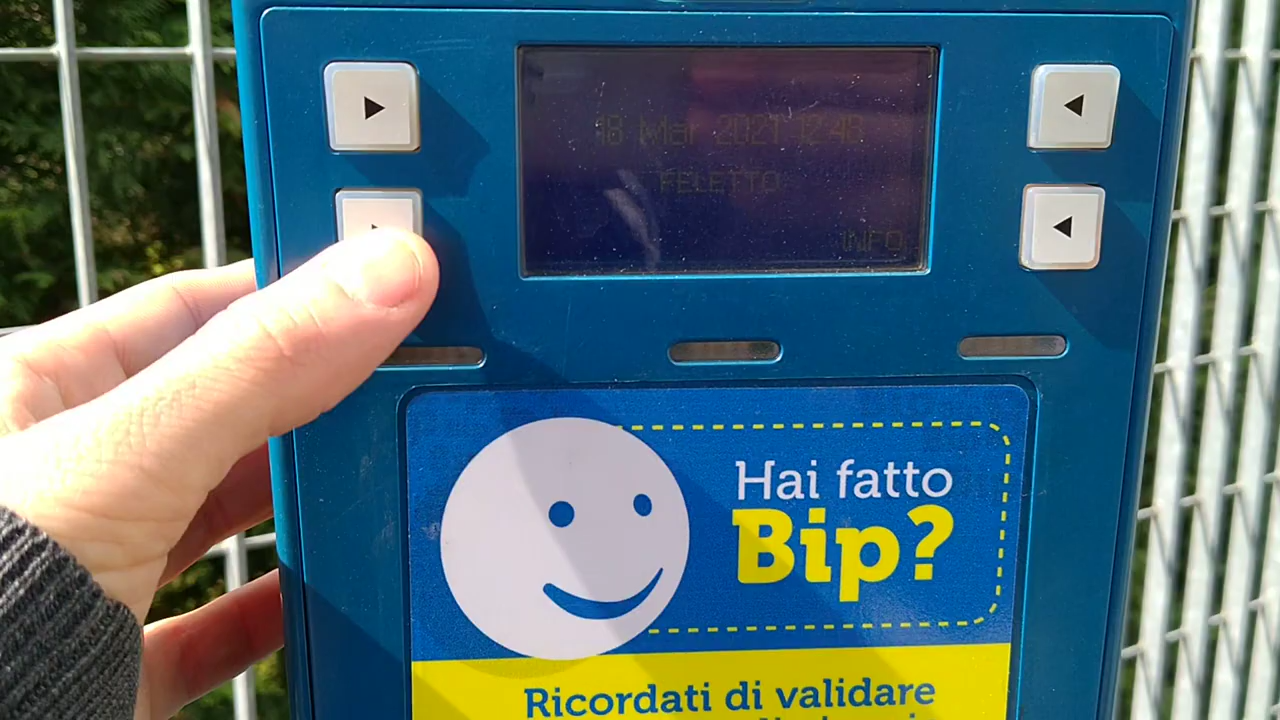 18 Mar 2021 12:48
FELETTO
INFO
Hai fatto
Bip?
Ricordati di validare